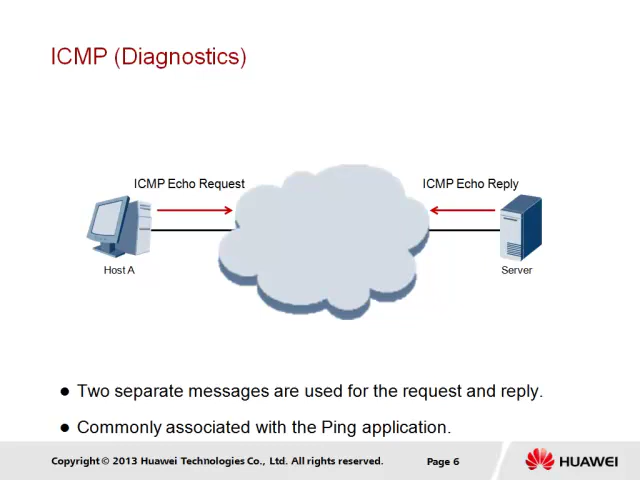 ICMP (Diagnostics)
ICMP Echo Request
ICMP Echo Reply
Host A
Server
● Two separate messages are used for the request and reply.
● Commonly associated with the Ping application.
Copyright © 2013 Huawei Technologies Co., Ltd. All rights reserved.
Page 6
HUAWEI